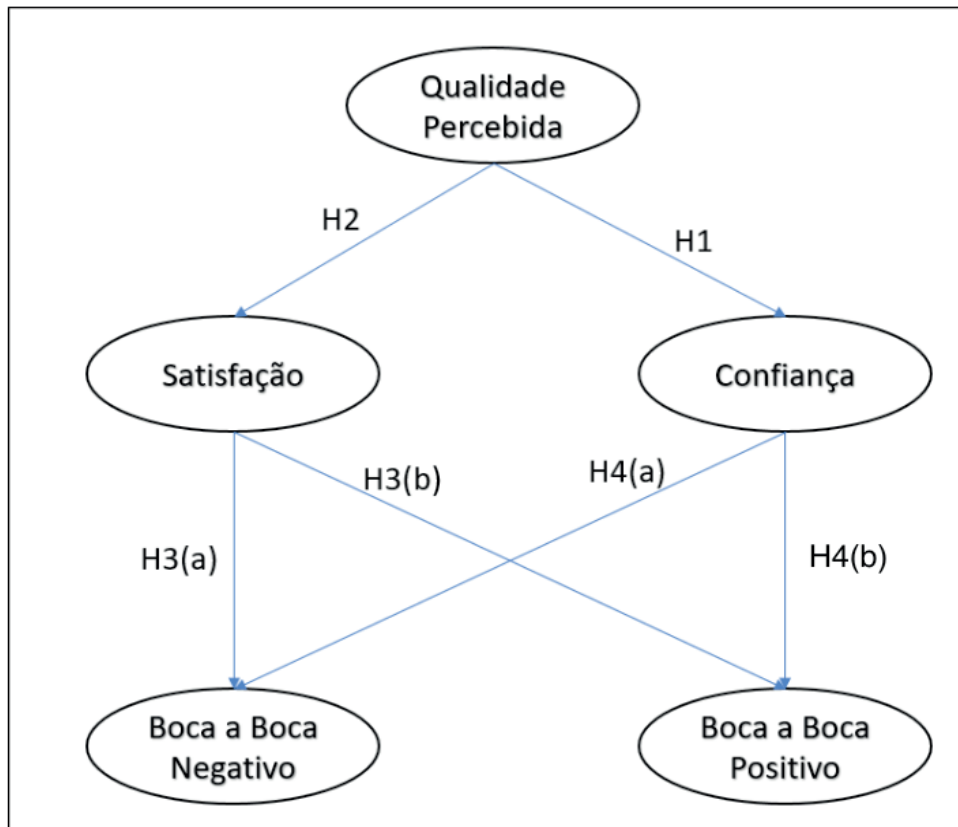 Qualidade
Percebida
H2
H1
Satisfação
Confiança
H3(b)
H4(a)
H3(a)
H4(b)
Boca a Boca
Negativo
Boca a Boca
Positivo